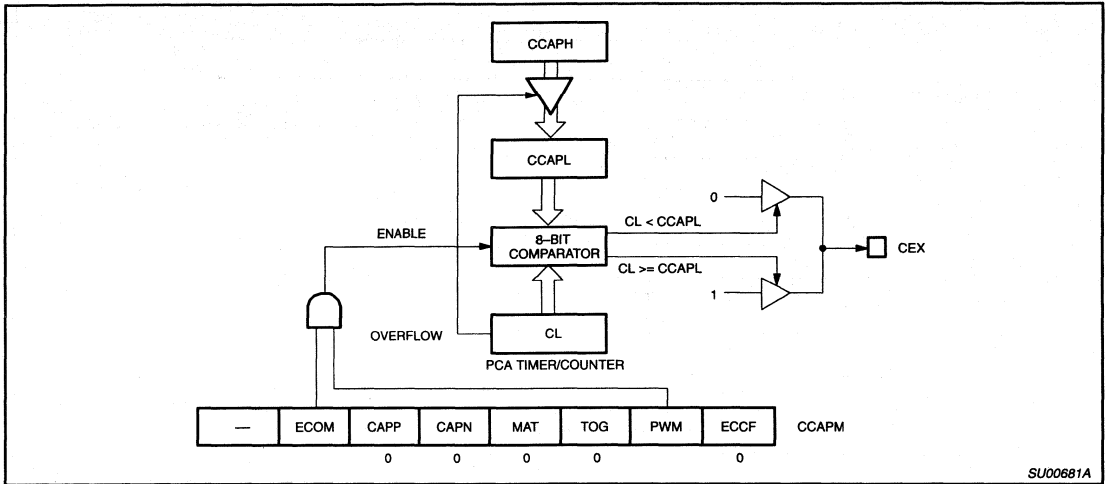 CCAPH
CCAPL
0
CL < CCAPL
ENABLE
8–BIT
COMPARATOR
CEX
CL >= CCAPL
1
OVERFLOW
CL
PCA TIMER/COUNTER
— ECOM CAPP CAPN MAT TOG PWM ECCF CCAPM
0 0 0 0 0
SU00681A